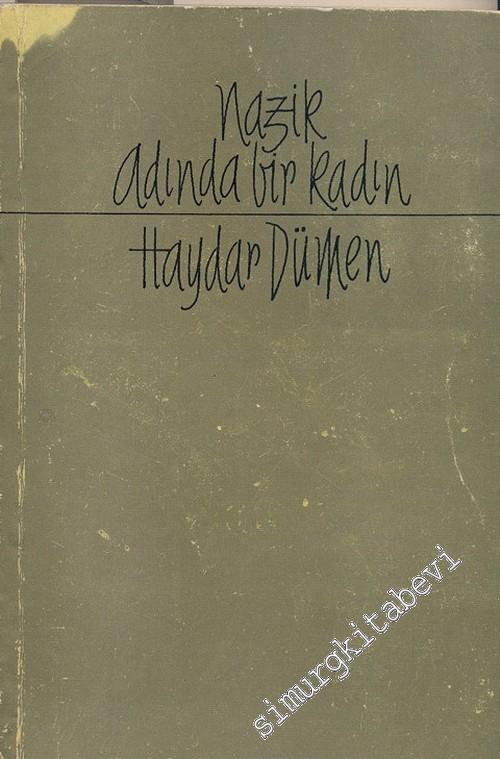 Nazik
adında bir kadın
Haydar Dümen
simurgkitabevi